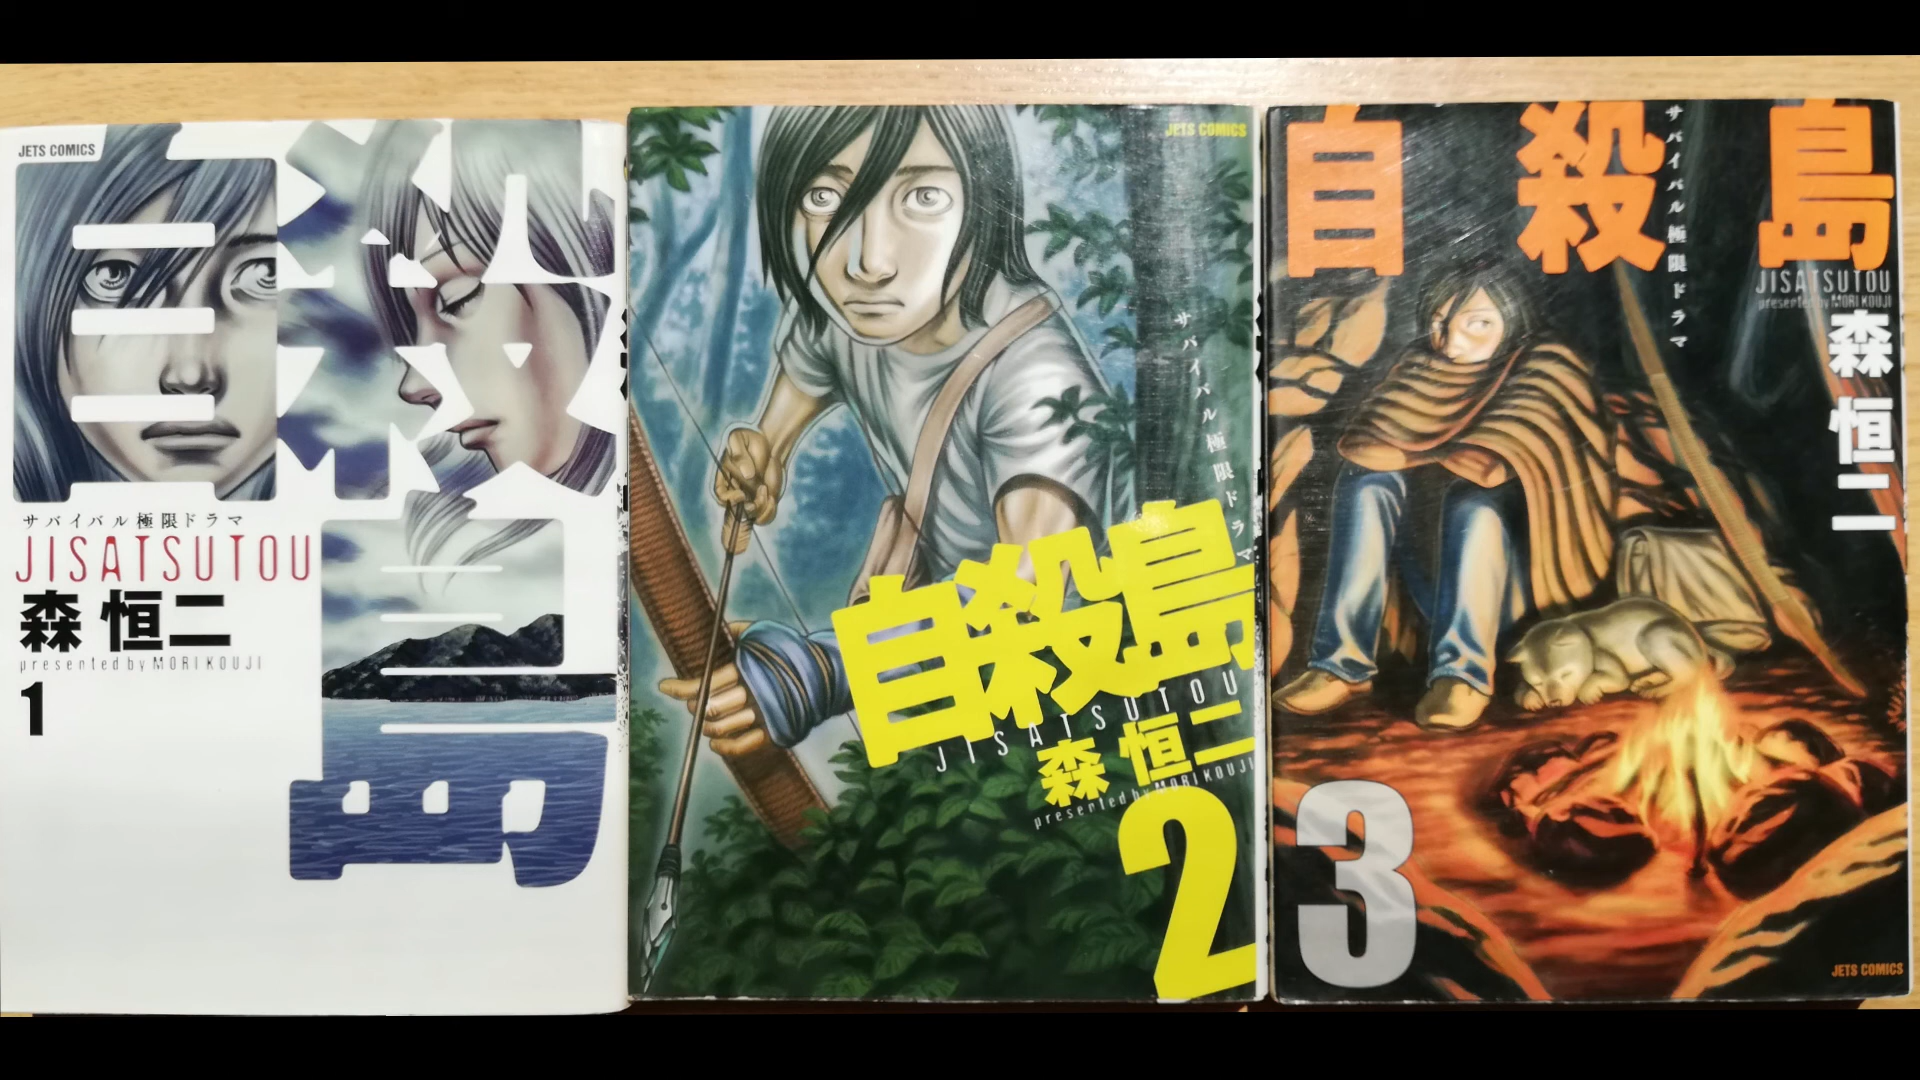 JETS COMICS
自殺島
サバイバル極限ドラマ
JISATSUTOU
森 恒二
presented by MORI KOUJI
1
JETS COMICS
サバイバル極限ドラマ
自殺島
JISATSUTOU
森 恒二
presented by MORI KOUJI
2
自殺島
サバイバル極限ドラマ
JISATSUTOU
presented by MORI KOUJI
森 恒二
3
JETS COMICS